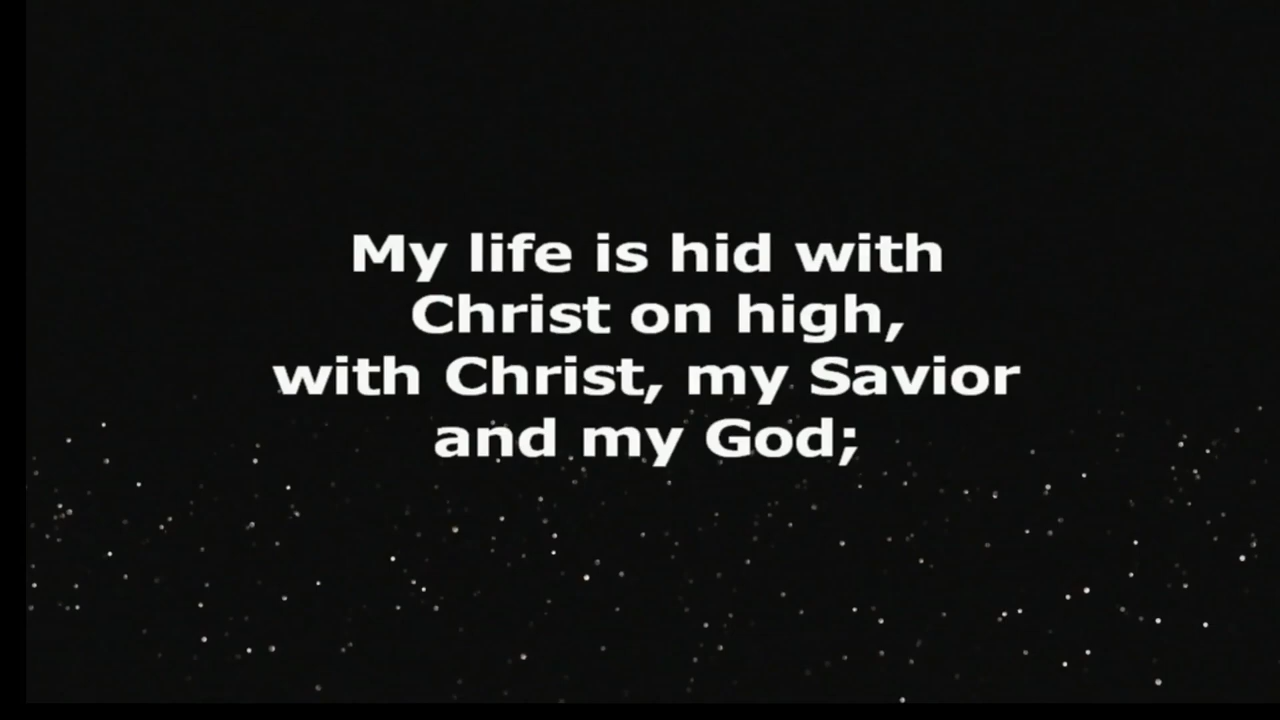 My life is hid with
Christ on high,
with Christ, my Savior
and my God;